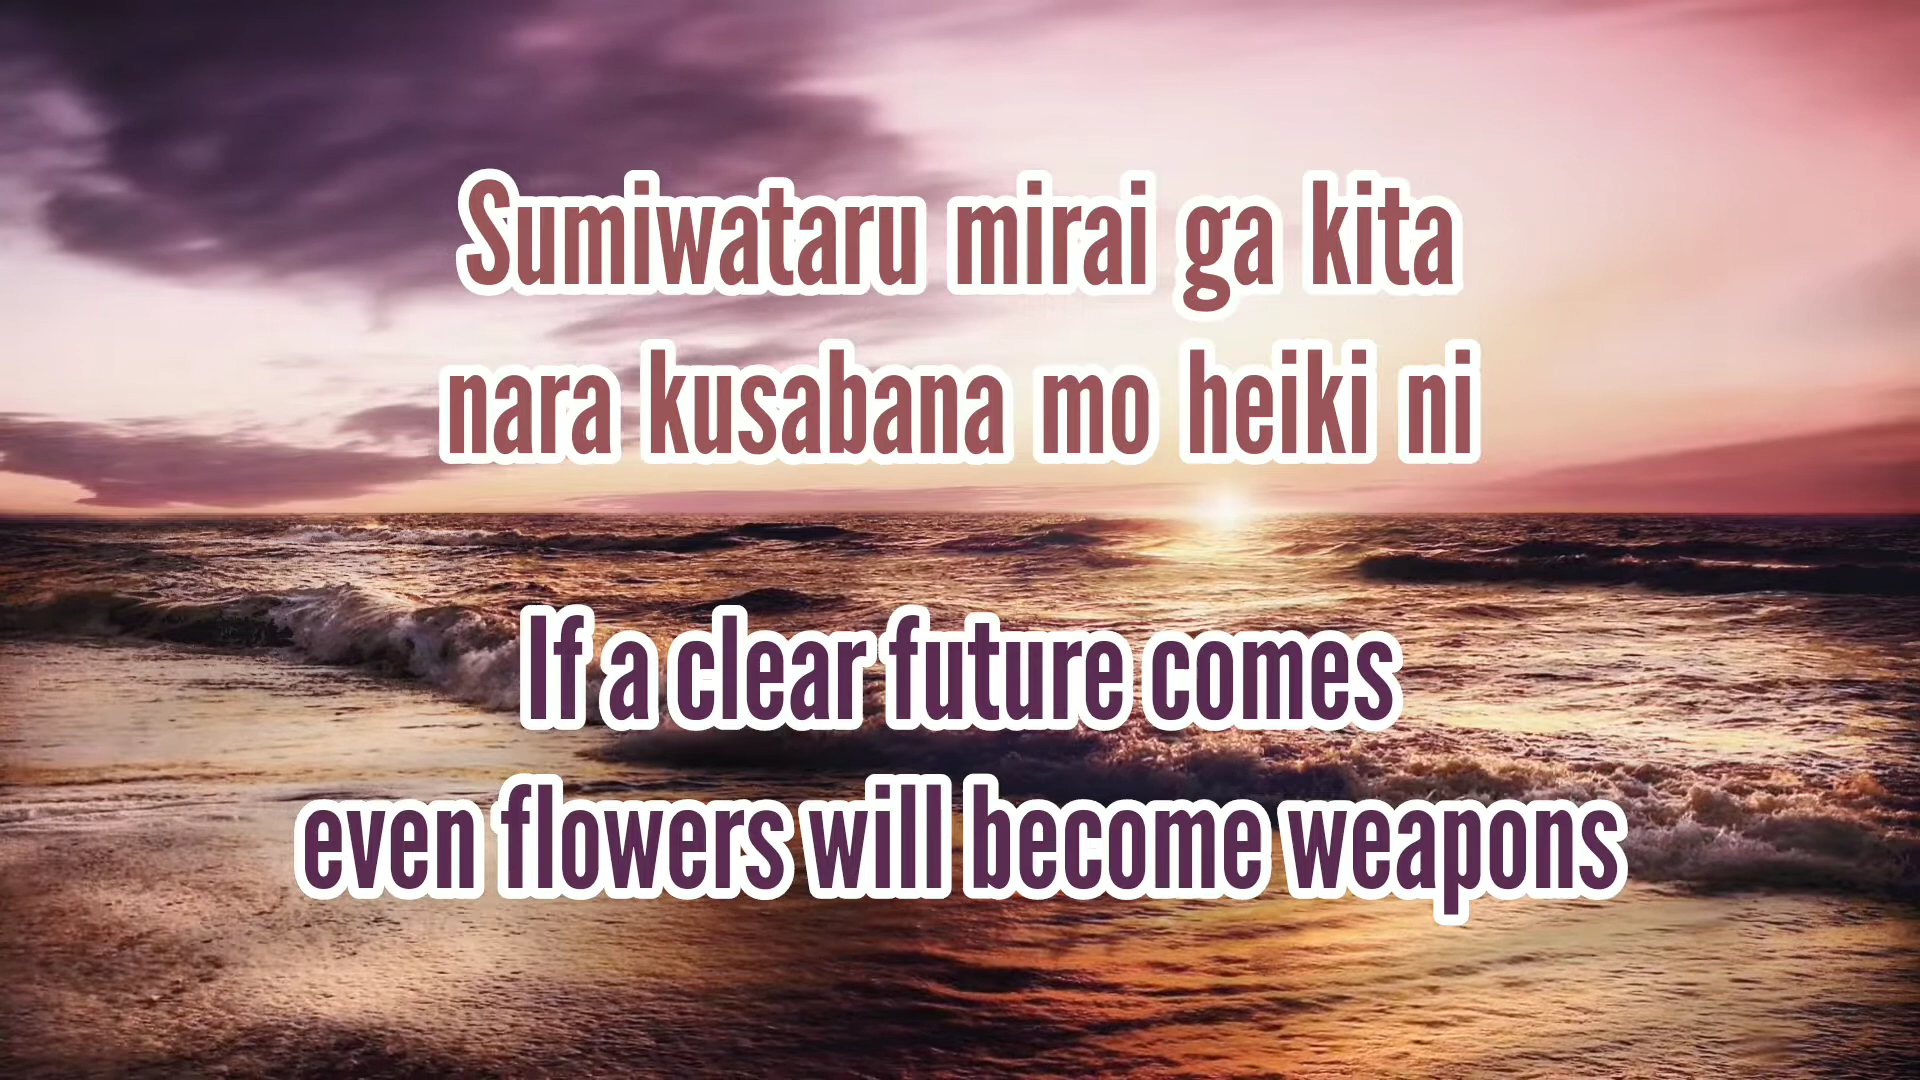 Sumiwataru mirai ga kita
nara kusabana mo heiki ni
If a clear future comes
even flowers will become weapons